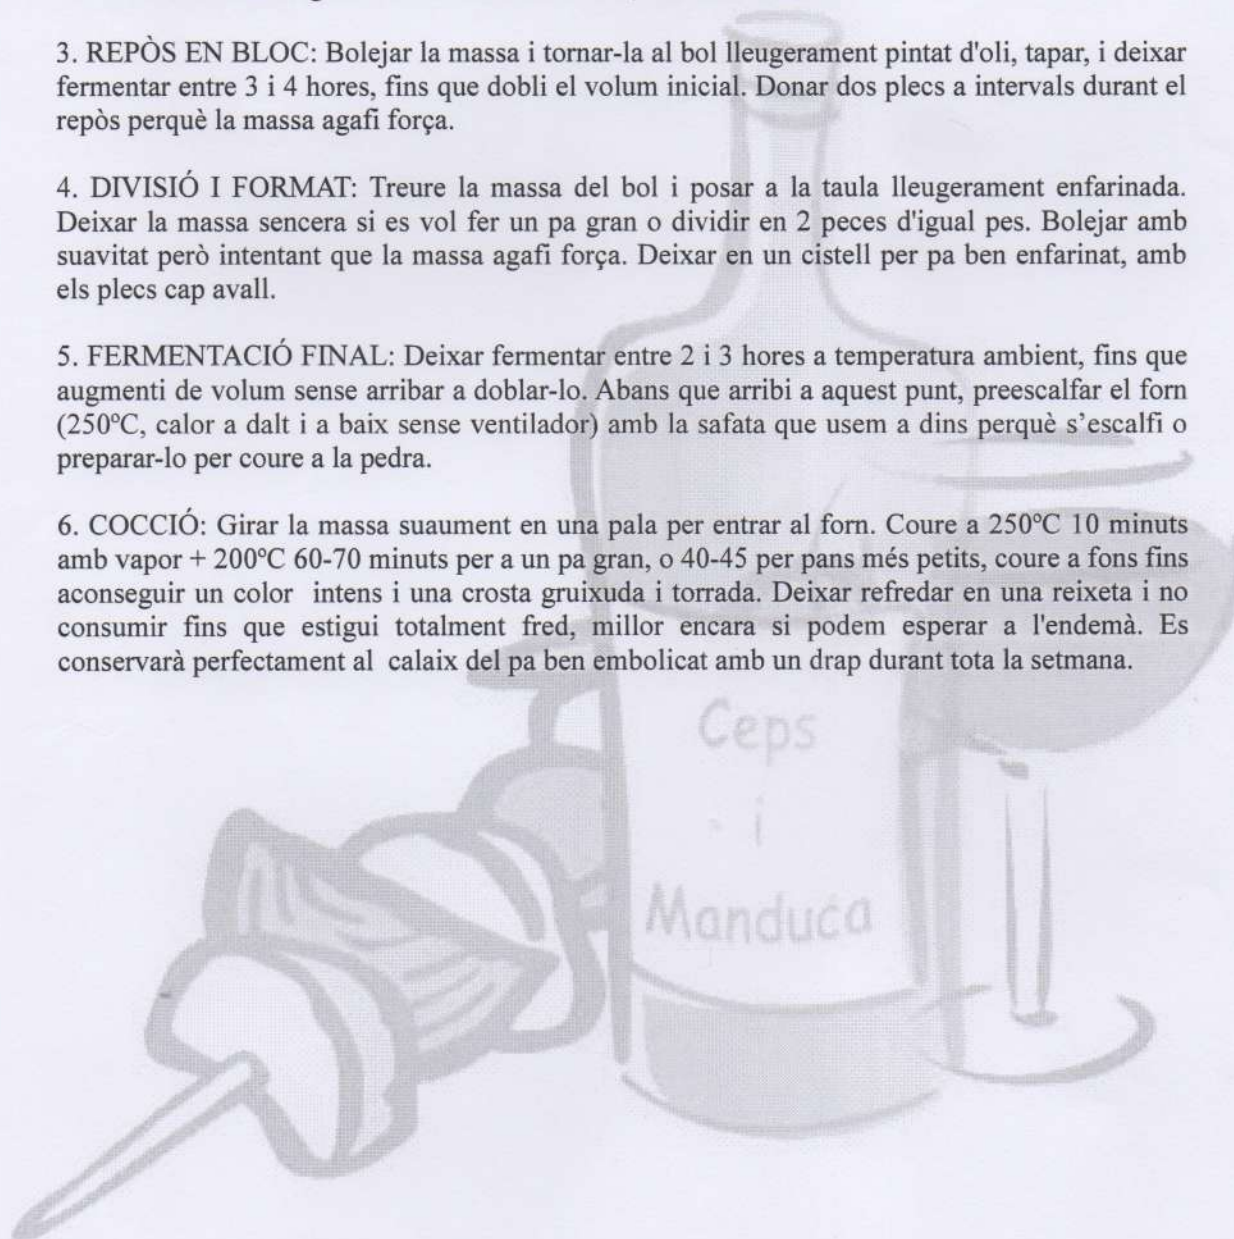 3. REPÒS EN BLOC: Bolejar la massa i tornar-la al bol lleugerament pintat d'oli, tapar, i deixar
fermentar entre 3 i 4 hores, fins que dobli el volum inicial. Donar dos plecs a intervals durant el
repòs perquè la massa agafi força.
4. DIVISIÓ I FORMAT: Treure la massa del bol i posar a la taula lleugerament enfarinada.
Deixar la massa sencera si es vol fer un pa gran o dividir en 2 peces d'igual pes. Bolejar amb
suavitat però intentant que la massa agafi força. Deixar en un cistell per pa ben enfarinat, amb
els plecs cap avall.
5. FERMENTACIÓ FINAL: Deixar fermentar entre 2 i 3 hores a temperatura ambient, fins que
augmenti de volum sense arribar a doblar-lo. Abans que arribi a aquest punt, preescalfar el forn
(250ºC, calor a dalt i a baix sense ventilador) amb la safata que usem a dins perquè s’escalfi o
preparar-lo per coure a la pedra.
6. COCCIÓ: Girar la massa suaument en una pala per entrar al forn. Coure a 250ºC 10 minuts
amb vapor + 200ºC 60-70 minuts per a un pa gran, o 40-45 per pans més petits, coure a fons fins
aconseguir un color intens i una crosta gruixuda i torrada. Deixar refredar en una reixeta i no
consumir fins que estigui totalment fred, millor encara si podem esperar a l'endemà. Es
conservarà perfectament al calaix del pa ben embolicat amb un drap durant tota la setmana.
Ceps
i
Manduca